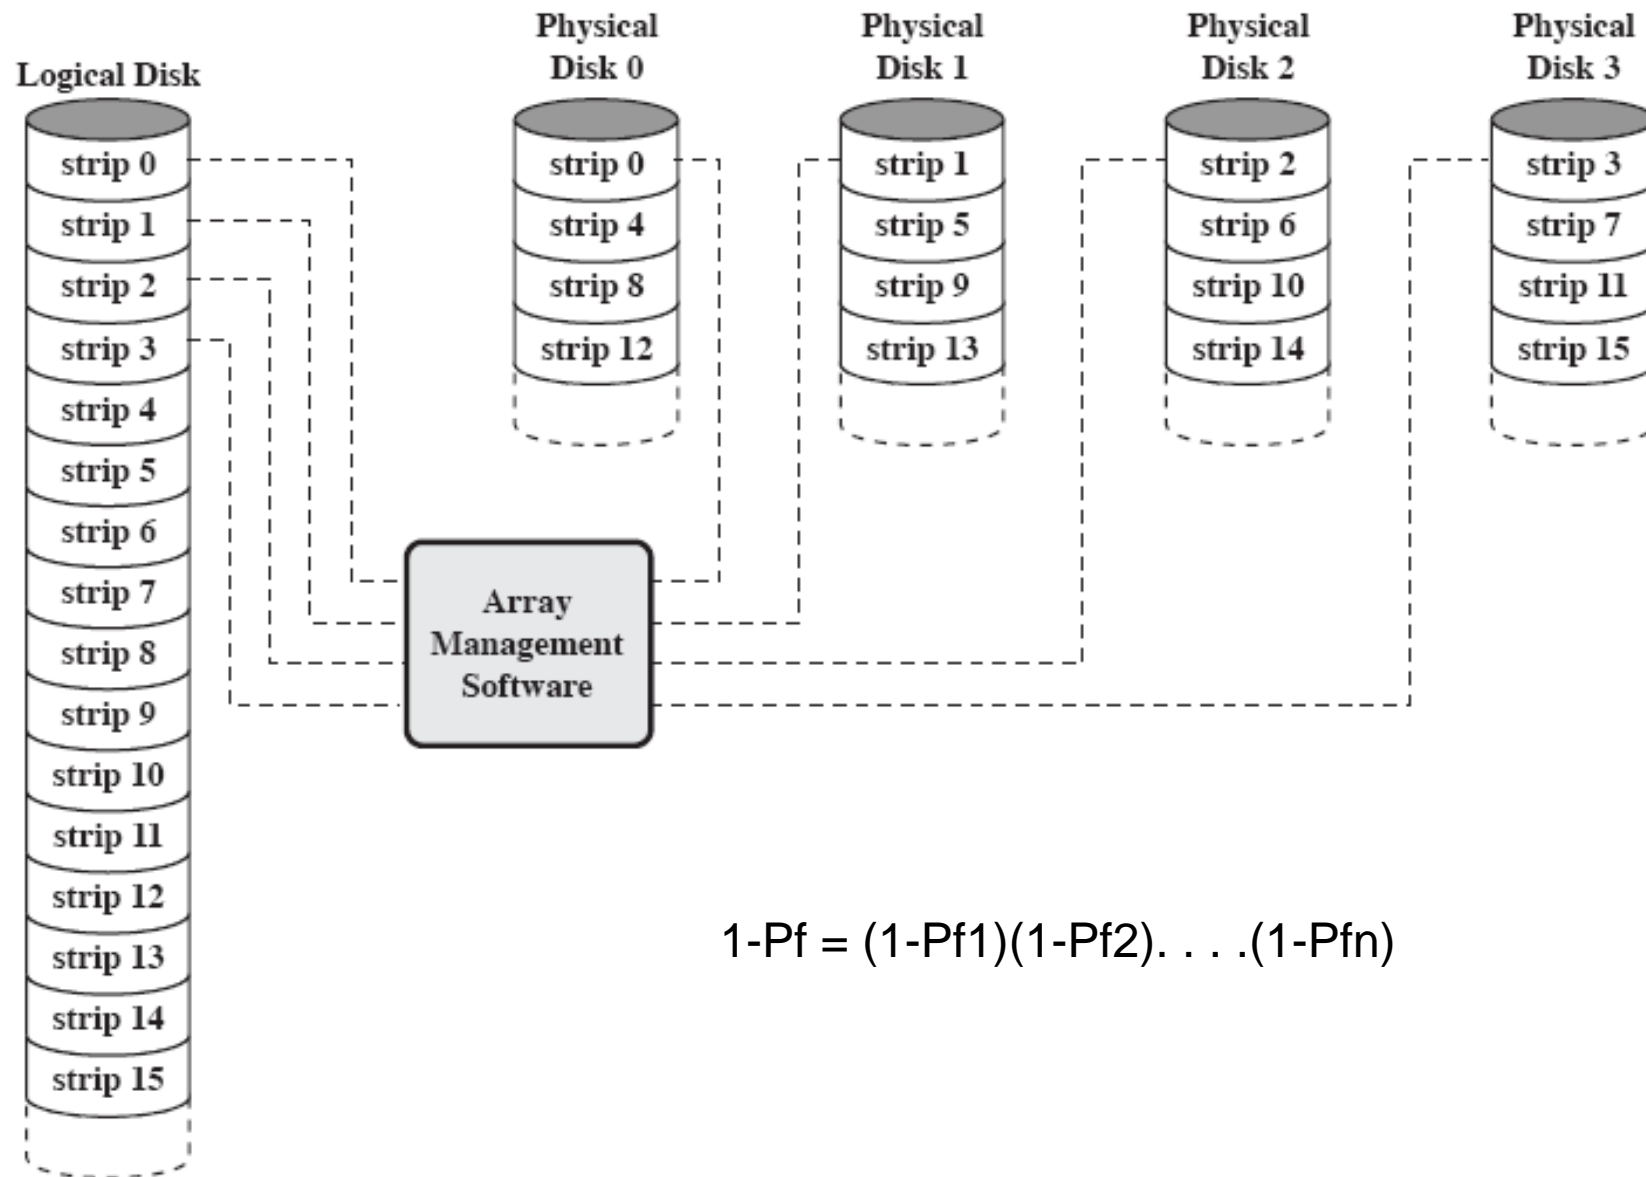 Logical Disk
strip 0
strip 1
strip 2
strip 3
strip 4
strip 5
strip 6
strip 7
strip 8
strip 9
strip 10
strip 11
strip 12
strip 13
strip 14
strip 15
Physical
Disk 0
strip 0
strip 4
strip 8
strip 12
Physical
Disk 1
strip 1
strip 5
strip 9
strip 13
Physical
Disk 2
strip 2
strip 6
strip 10
strip 14
Physical
Disk 3
strip 3
strip 7
strip 11
strip 15
Array
Management
Software
1-Pf = (1-Pf1)(1-Pf2). . . .(1-Pfn)